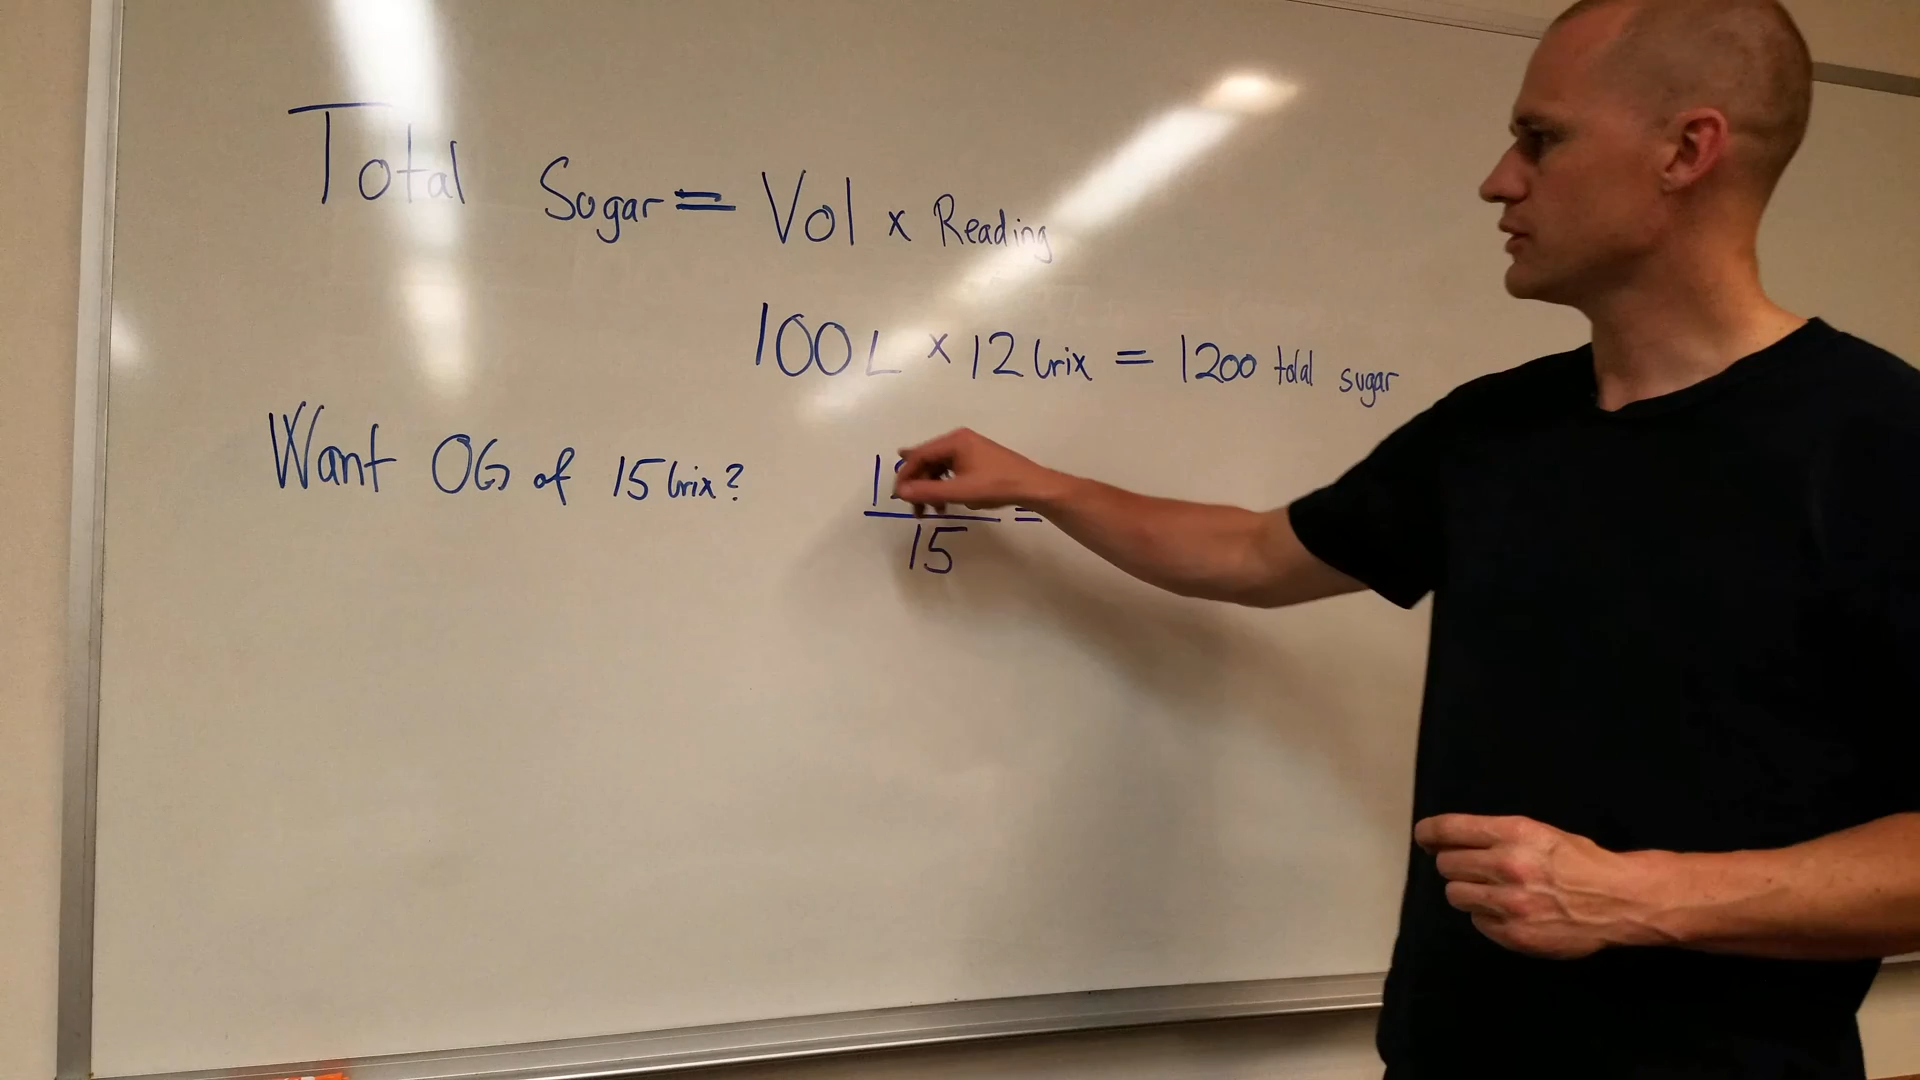 Total Sugar = Vol x Reading
100 L x 12 brix = 1200 total sugar
Want OG of 15 brix?
15 =